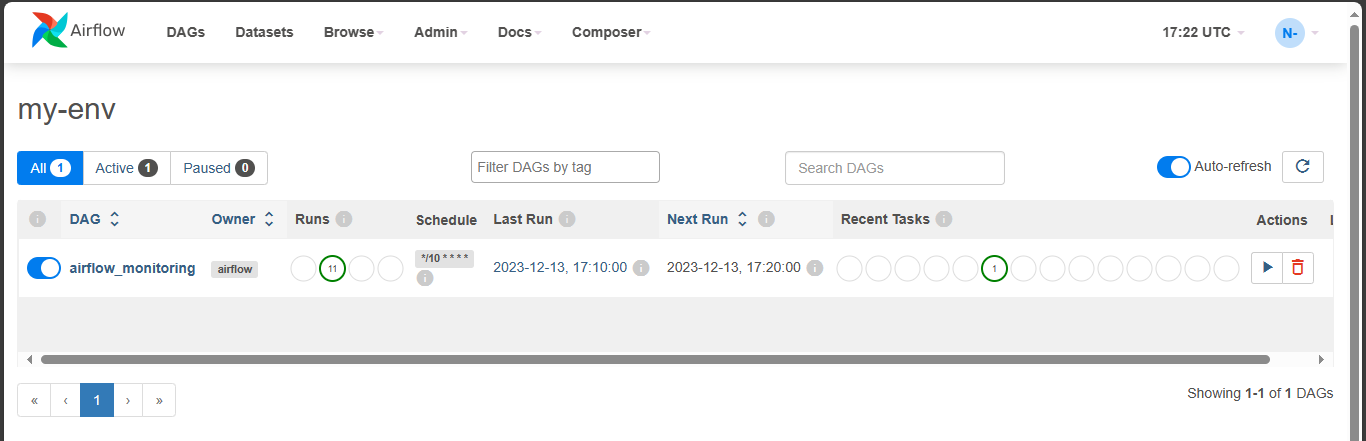 Airflow DAGs Datasets Browse Admin Docs Composer 17:22 UTC N-
my-env
All 1 Active 1 Paused 0 Filter DAGs by tag Search DAGs Auto-refresh
i DAG Owner Runs i Schedule Last Run i Next Run i Recent Tasks i Actions
airflow_monitoring airflow 11 */10 * * * * i 2023-12-13, 17:10:00 i 2023-12-13, 17:20:00 i 1
« ‹ 1 › » Showing 1-1 of 1 DAGs